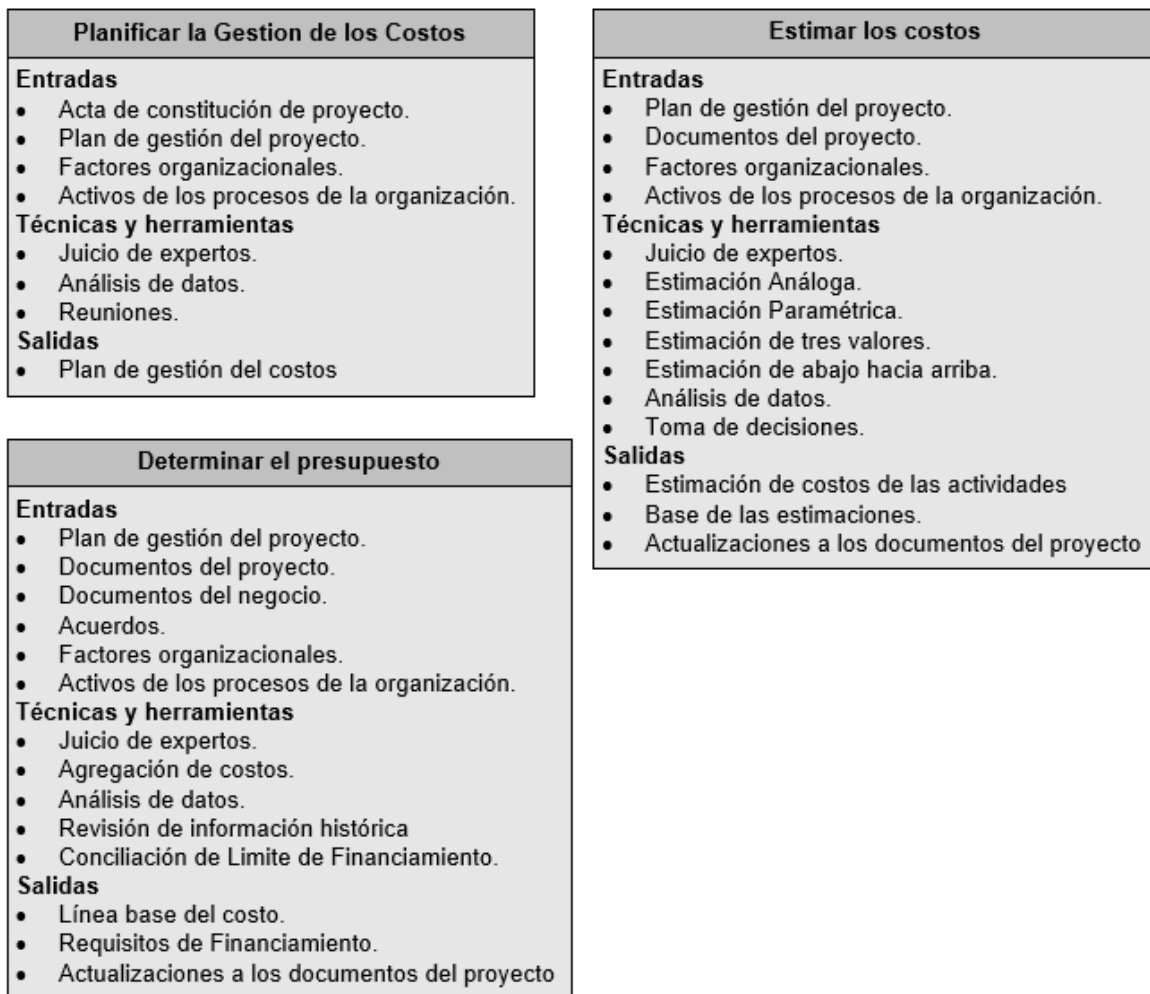 Planificar la Gestion de los Costos
Entradas
• Acta de constitución de proyecto.
• Plan de gestión del proyecto.
• Factores organizacionales.
• Activos de los procesos de la organización.
Técnicas y herramientas
• Juicio de expertos.
• Análisis de datos.
• Reuniones.
Salidas
• Plan de gestión del costos
Estimar los costos
Entradas
• Plan de gestión del proyecto.
• Documentos del proyecto.
• Factores organizacionales.
• Activos de los procesos de la organización.
Técnicas y herramientas
• Juicio de expertos.
• Estimación Análoga.
• Estimación Paramétrica.
• Estimación de tres valores.
• Estimación de abajo hacia arriba.
• Análisis de datos.
• Toma de decisiones.
Salidas
• Estimación de costos de las actividades
• Base de las estimaciones.
• Actualizaciones a los documentos del proyecto
Determinar el presupuesto
Entradas
• Plan de gestión del proyecto.
• Documentos del proyecto.
• Documentos del negocio.
• Acuerdos.
• Factores organizacionales.
• Activos de los procesos de la organización.
Técnicas y herramientas
• Juicio de expertos.
• Agregación de costos.
• Análisis de datos.
• Revisión de información histórica
• Conciliación de Limite de Financiamiento.
Salidas
• Línea base del costo.
• Requisitos de Financiamiento.
• Actualizaciones a los documentos del proyecto